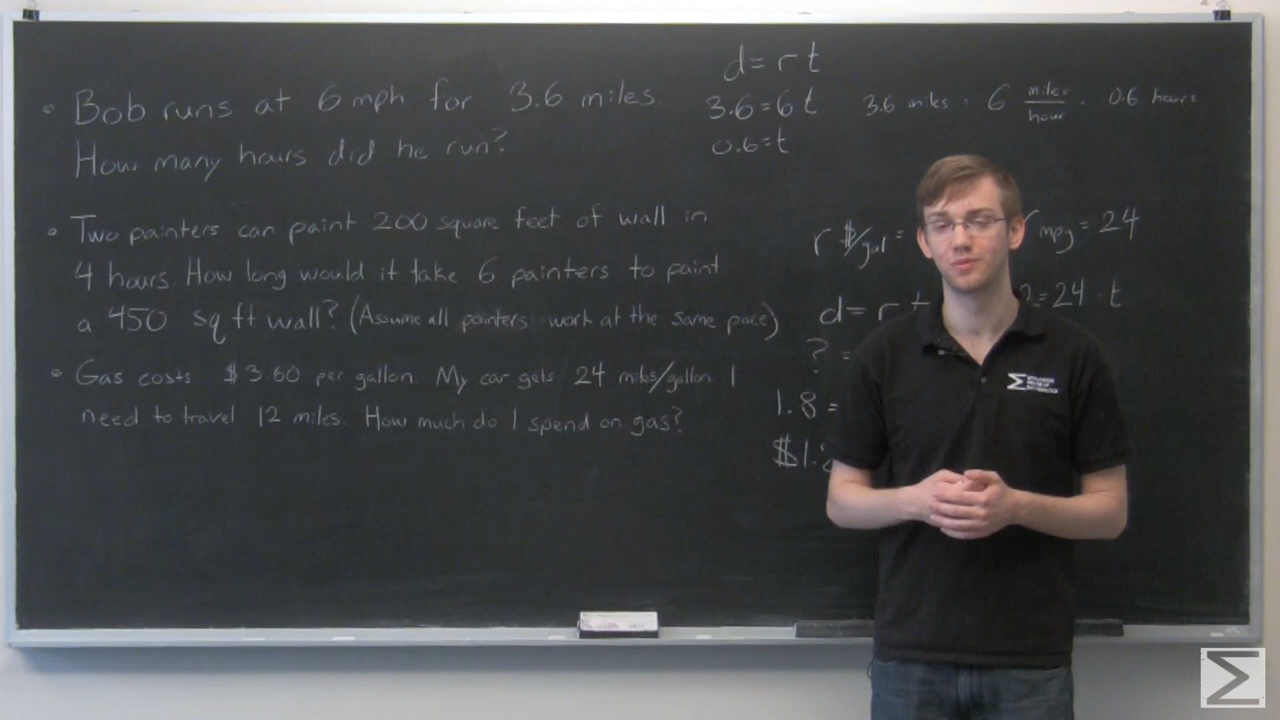 • Bob runs at 6 mph for 3.6 miles.
How many hours did he run?
• Two painters can paint 200 square feet of wall in
4 hours. How long would it take 6 painters to paint
a 450 sq ft wall? (Assume all painters work at the same pace)
• Gas costs $3.60 per gallon. My car gets 24 miles/gallon I
need to travel 12 miles. How much do I spend on gas?
d = r t
3.6 = 6 t
0.6 = t
3.6 miles = 6 miles/hour · 0.6 hours
r $/gal = r mpg = 24
d = r t 2 = 24 · t
? =
1.8 =
$1.
Σ
Σ